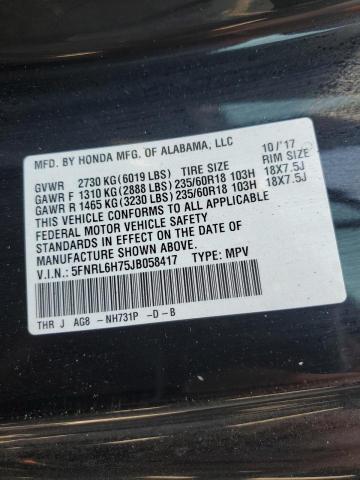 MFD. BY HONDA MFG. OF ALABAMA, LLC 10/'17
GVWR 2730 KG (6019 LBS) TIRE SIZE RIM SIZE
GAWR F 1310 KG (2888 LBS) 235/60R18 103H 18X7.5J
GAWR R 1465 KG (3230 LBS) 235/60R18 103H 18X7.5J
THIS VEHICLE CONFORMS TO ALL APPLICABLE
FEDERAL MOTOR VEHICLE SAFETY
STANDARDS IN EFFECT ON THE DATE OF
MANUFACTURE SHOWN ABOVE.
V.I.N.: 5FNRL6H75JB058417 TYPE: MPV
THR J AG8 - NH731P -D - B